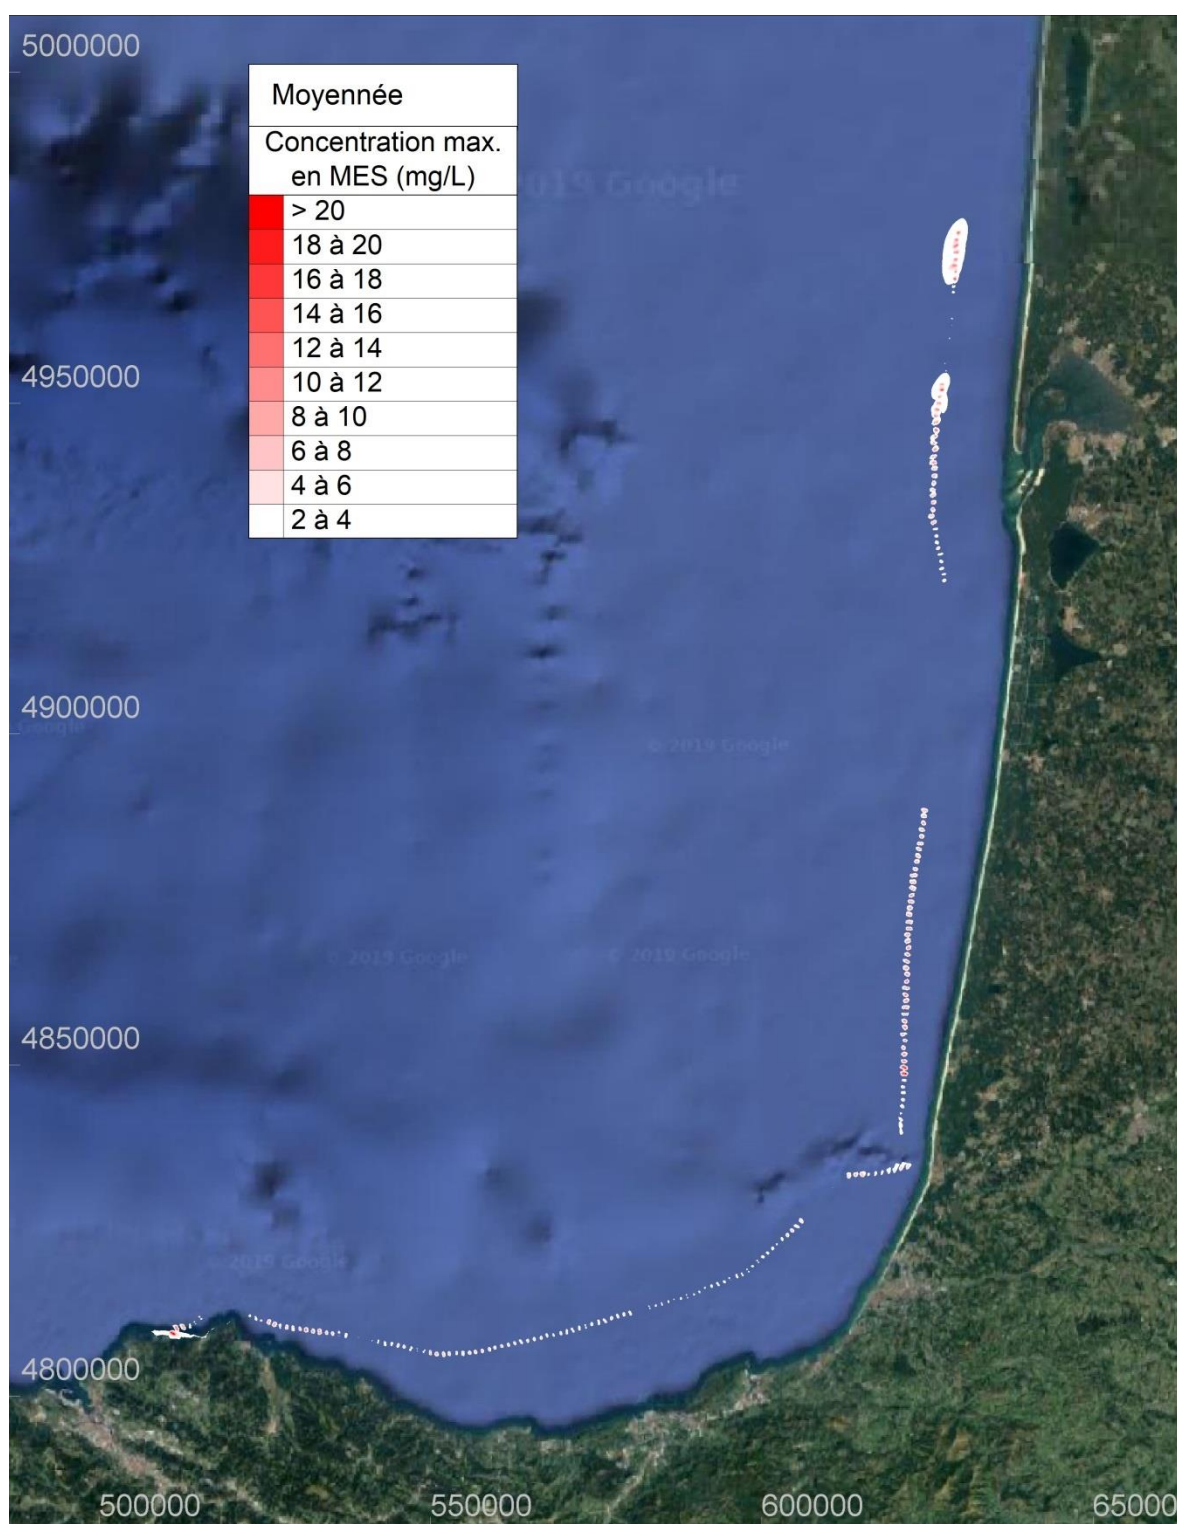 5000000
Moyennée
Concentration max.
en MES (mg/L)
> 20
18 à 20
16 à 18
14 à 16
12 à 14
10 à 12
8 à 10
6 à 8
4 à 6
2 à 4
2019 Google
4950000
4900000
Google
© 2019 Google
© 2019 Google
© 2019 Google
4850000
© 2019 Google
4800000
500000
550000
600000
65000